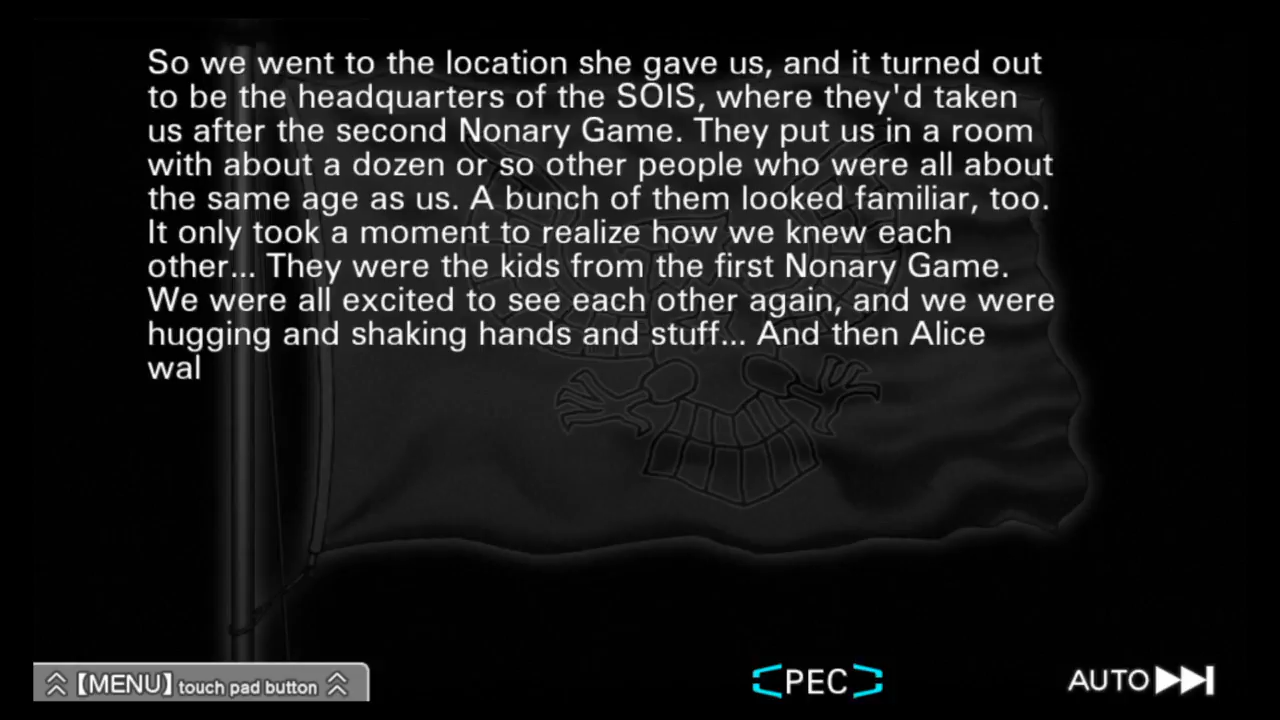 So we went to the location she gave us, and it turned out
to be the headquarters of the SOIS, where they'd taken
us after the second Nonary Game. They put us in a room
with about a dozen or so other people who were all about
the same age as us. A bunch of them looked familiar, too.
It only took a moment to realize how we knew each
other... They were the kids from the first Nonary Game.
We were all excited to see each other again, and we were
hugging and shaking hands and stuff... And then Alice
wal
【MENU】touch pad button
PEC
AUTO